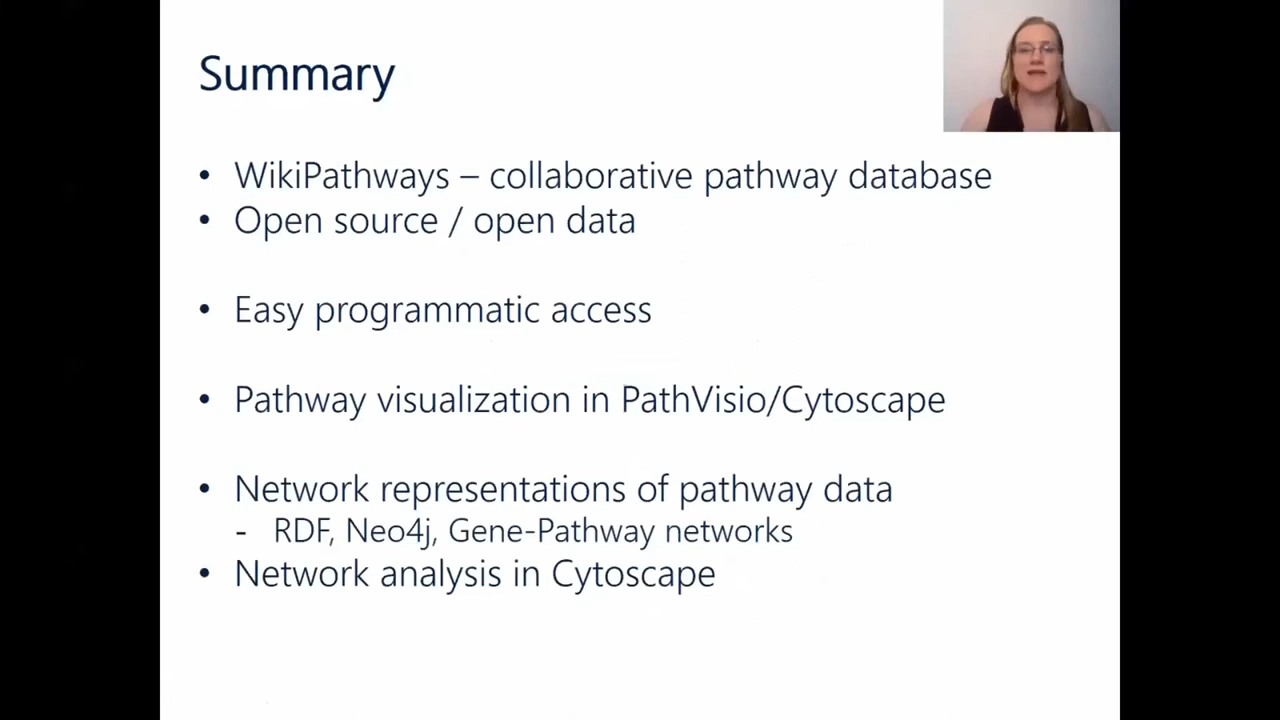 Summary
• WikiPathways – collaborative pathway database
• Open source / open data
• Easy programmatic access
• Pathway visualization in PathVisio/Cytoscape
• Network representations of pathway data
- RDF, Neo4j, Gene-Pathway networks
• Network analysis in Cytoscape